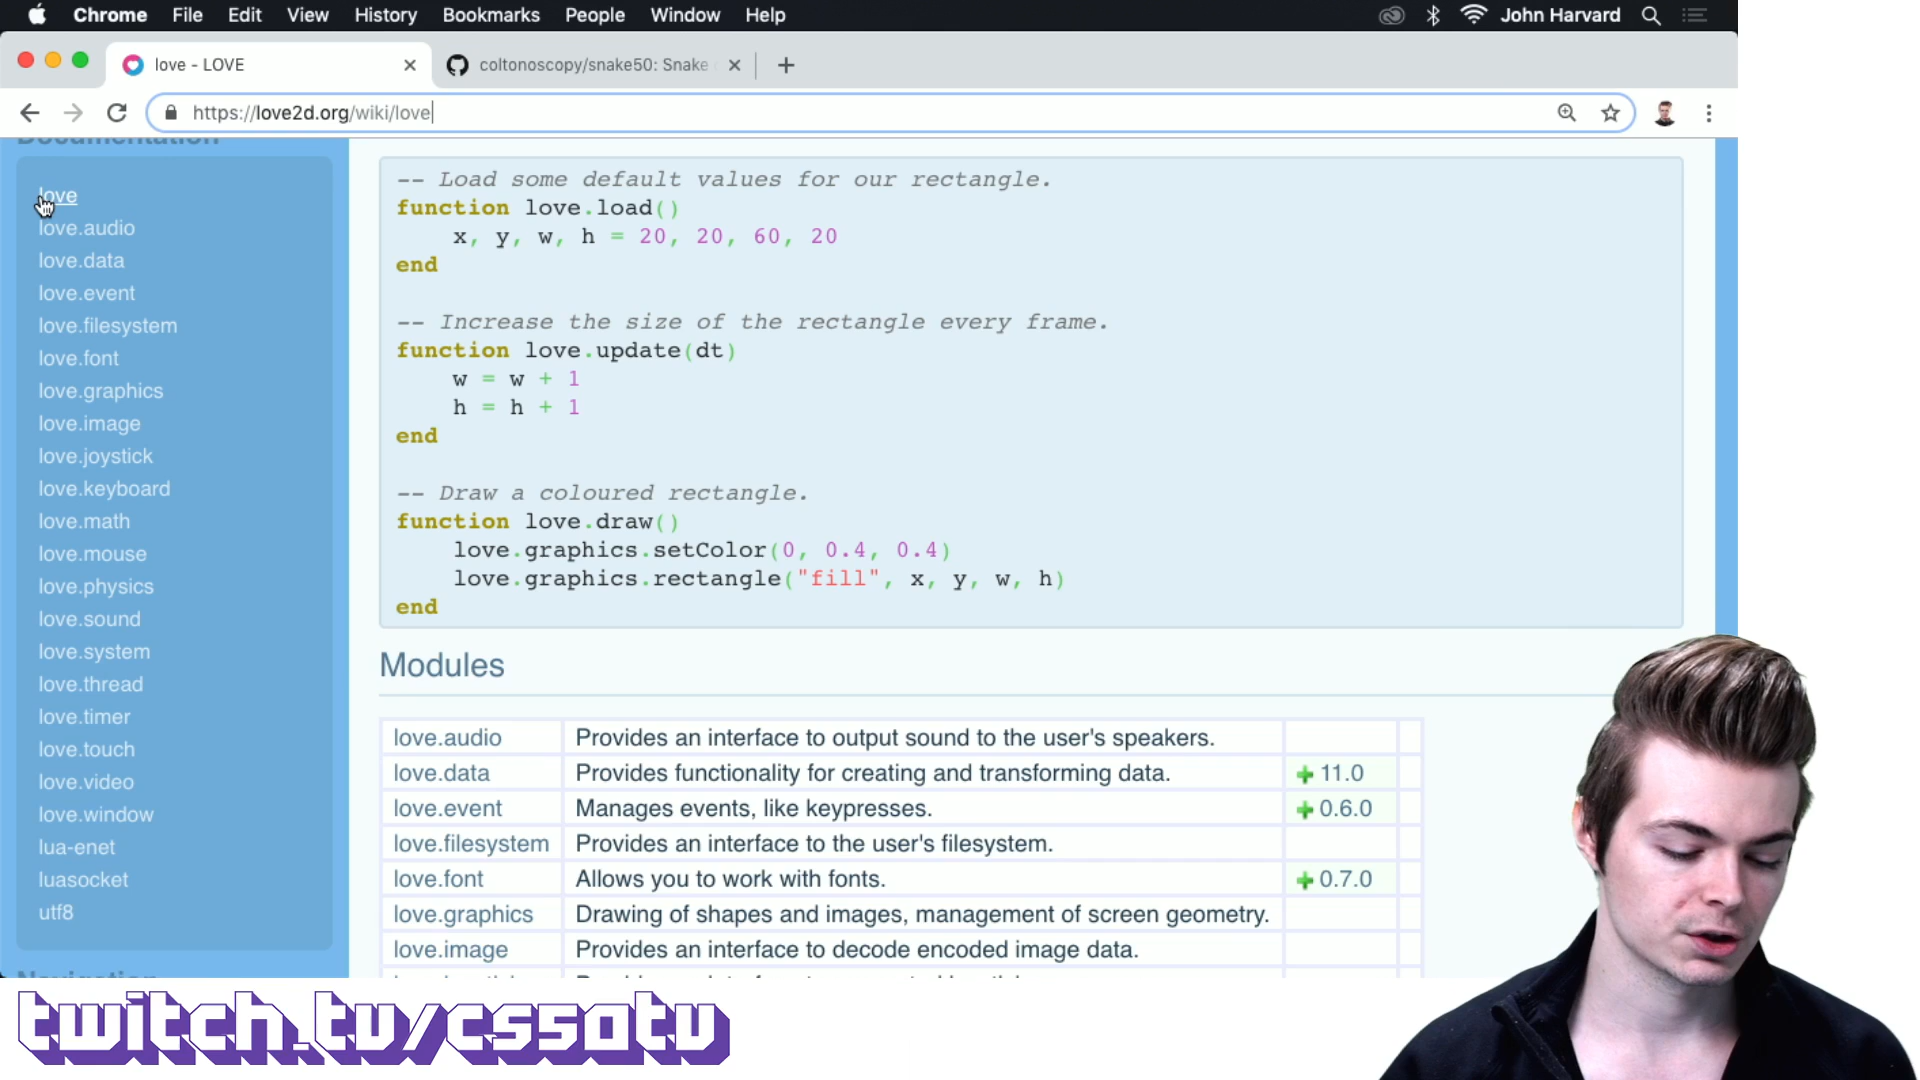 Chrome File Edit View History Bookmarks People Window Help John Harvard
love - LOVE
coltonoscopy/snake50: Snake
https://love2d.org/wiki/love
Documentation
love
love.audio
love.data
love.event
love.filesystem
love.font
love.graphics
love.image
love.joystick
love.keyboard
love.math
love.mouse
love.physics
love.sound
love.system
love.thread
love.timer
love.touch
love.video
love.window
lua-enet
luasocket
utf8
Navigation
-- Load some default values for our rectangle.
function love.load()
x, y, w, h = 20, 20, 60, 20
end
-- Increase the size of the rectangle every frame.
function love.update(dt)
w = w + 1
h = h + 1
end
-- Draw a coloured rectangle.
function love.draw()
love.graphics.setColor(0, 0.4, 0.4)
love.graphics.rectangle("fill", x, y, w, h)
end
Modules
love.audio Provides an interface to output sound to the user's speakers.
love.data Provides functionality for creating and transforming data. 11.0
love.event Manages events, like keypresses. 0.6.0
love.filesystem Provides an interface to the user's filesystem.
love.font Allows you to work with fonts. 0.7.0
love.graphics Drawing of shapes and images, management of screen geometry.
love.image Provides an interface to decode encoded image data.
twitch.tv/cs50tv